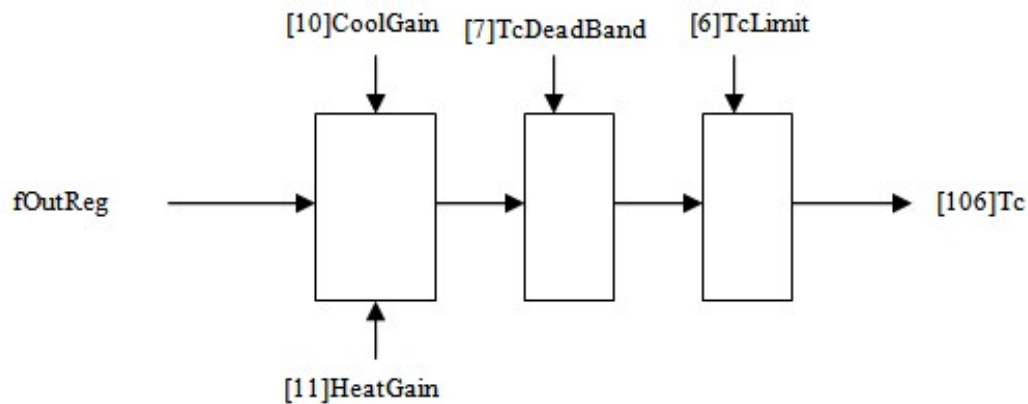 [10]CoolGain
[7]TcDeadBand
[6]TcLimit
fOutReg
[106]Tc
[11]HeatGain